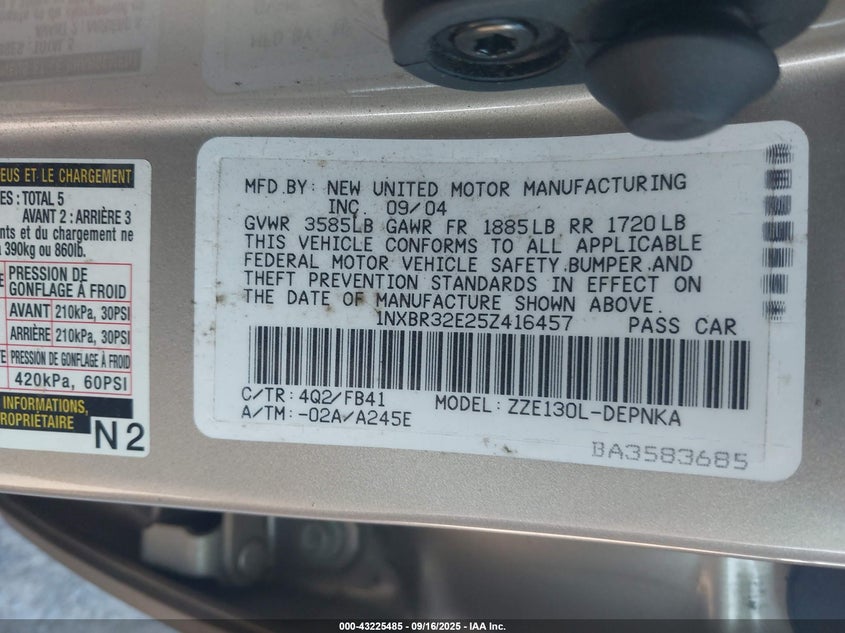 EUS ET LE CHARGEMENT
ES : TOTAL 5
AVANT 2 : ARRIÈRE 3
nts et du chargement ne
à 390kg ou 860lb.
PRESSION DE
GONFLAGE À FROID
AVANT 210kPa, 30PSI
ARRIÈRE 210kPa, 30PSI
PRESSION DE GONFLAGE À FROID
420kPa, 60PSI
INFORMATIONS,
ROPRIÉTAIRE
N2
MFD.BY: NEW UNITED MOTOR MANUFACTURING
INC. 09/04
GVWR 3585LB GAWR FR 1885LB RR 1720LB
THIS VEHICLE CONFORMS TO ALL APPLICABLE
FEDERAL MOTOR VEHICLE SAFETY,BUMPER,AND
THEFT PREVENTION STANDARDS IN EFFECT ON
THE DATE OF MANUFACTURE SHOWN ABOVE.
1NXBR32E25Z416457 PASS CAR
C/TR: 4Q2/FB41 MODEL: ZZE130L-DEPNKA
A/TM: -02A/A245E
BA3583685
000-43225485 - 09/16/2025 - IAA Inc.